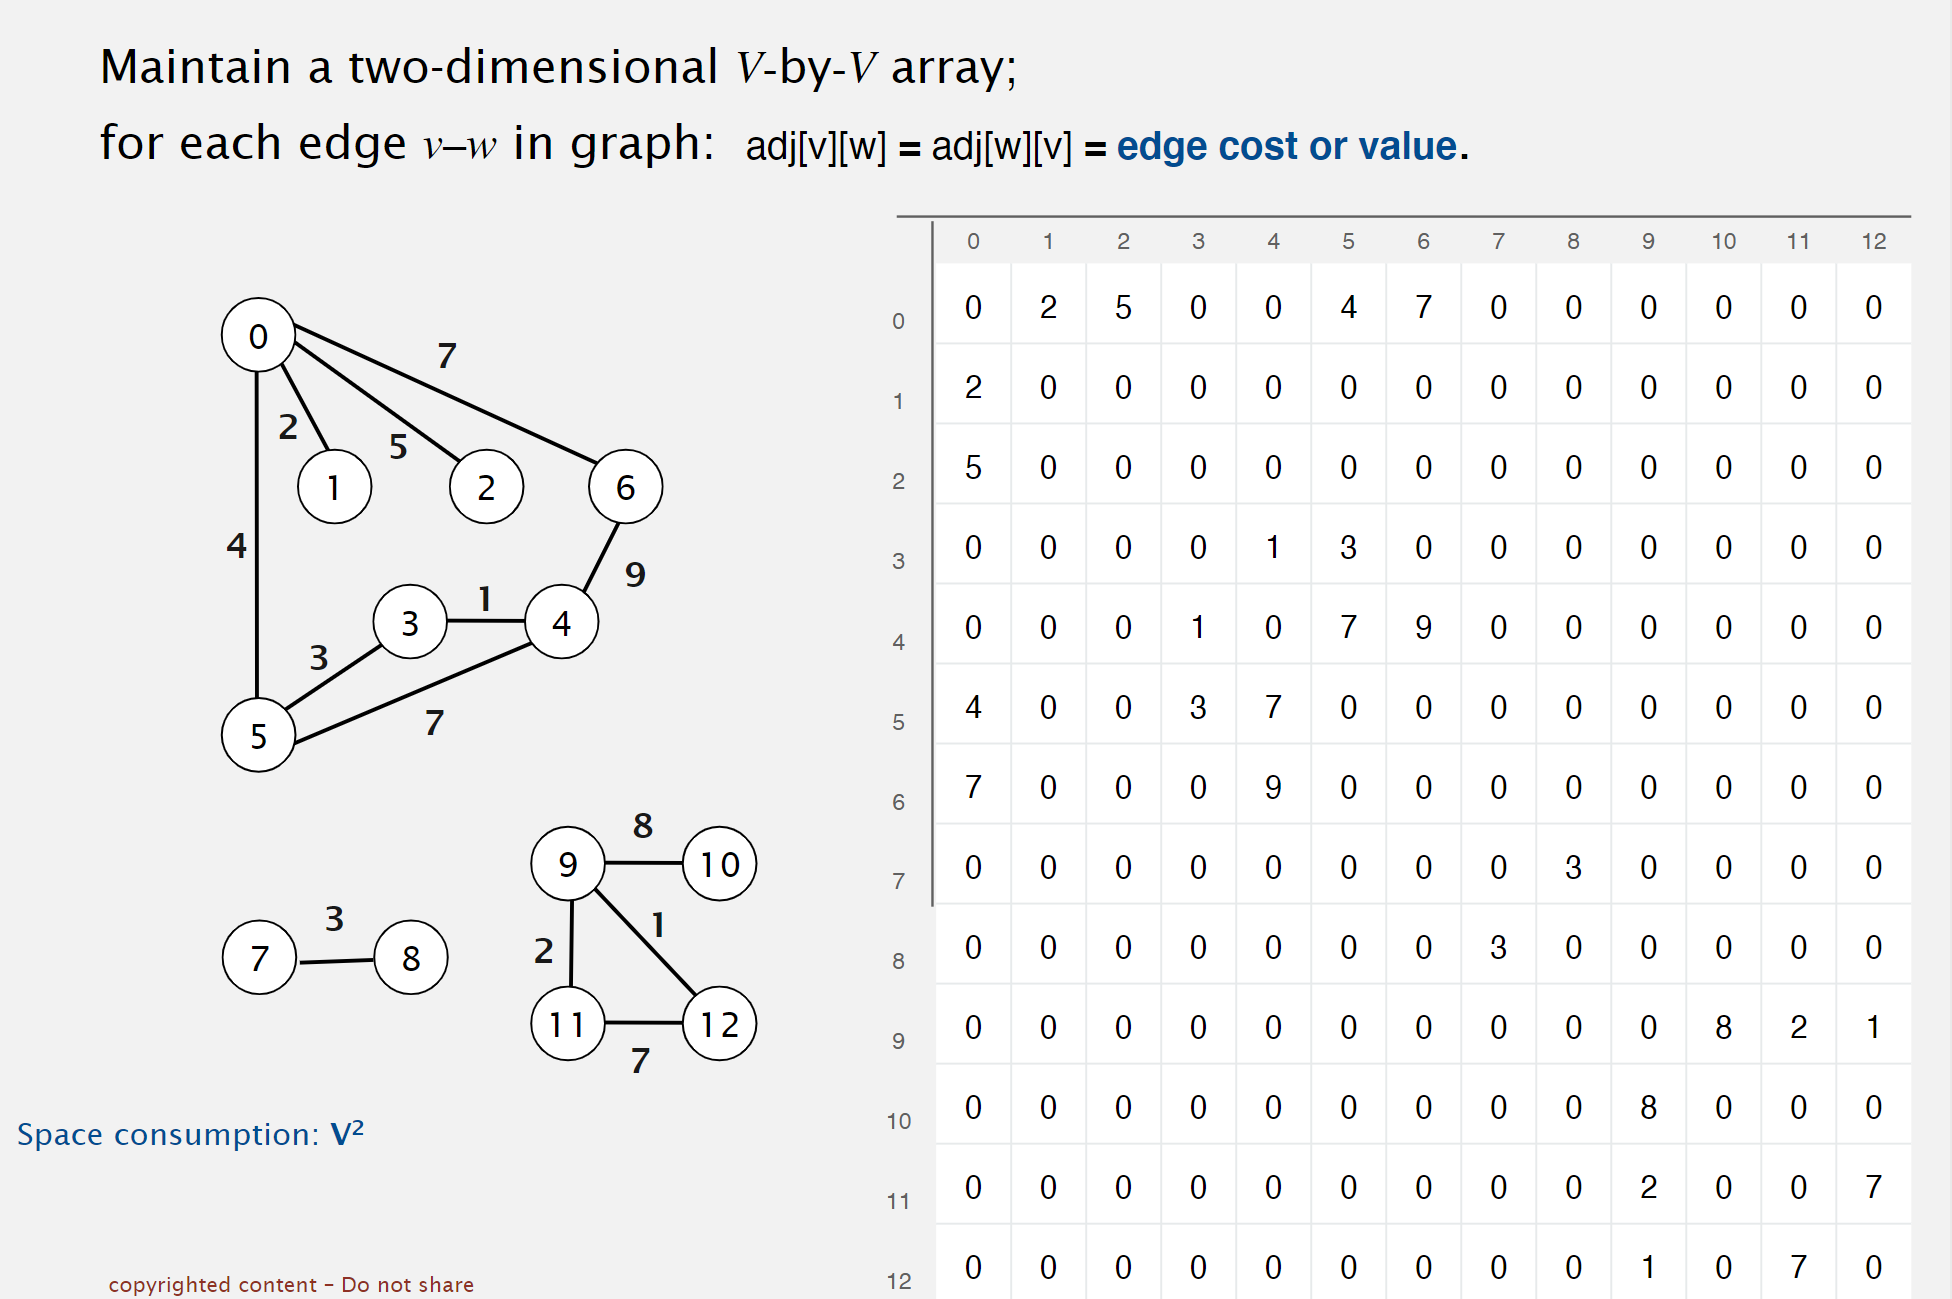 Maintain a two-dimensional V-by-V array;
for each edge v–w in graph: adj[v][w] = adj[w][v] = edge cost or value.
0
7
2
5
1
2
6
4
9
3
1
4
3
7
5
8
9
10
3
7
8
2
1
11
12
7
Space consumption: V²
copyrighted content – Do not share
0 1 2 3 4 5 6 7 8 9 10 11 12
0 0 2 5 0 0 4 7 0 0 0 0 0 0
1 2 0 0 0 0 0 0 0 0 0 0 0 0
2 5 0 0 0 0 0 0 0 0 0 0 0 0
3 0 0 0 0 1 3 0 0 0 0 0 0 0
4 0 0 0 1 0 7 9 0 0 0 0 0 0
5 4 0 0 3 7 0 0 0 0 0 0 0 0
6 7 0 0 0 9 0 0 0 0 0 0 0 0
7 0 0 0 0 0 0 0 0 3 0 0 0 0
8 0 0 0 0 0 0 0 3 0 0 0 0 0
9 0 0 0 0 0 0 0 0 0 0 8 2 1
10 0 0 0 0 0 0 0 0 0 8 0 0 0
11 0 0 0 0 0 0 0 0 0 2 0 0 7
12 0 0 0 0 0 0 0 0 0 1 0 7 0